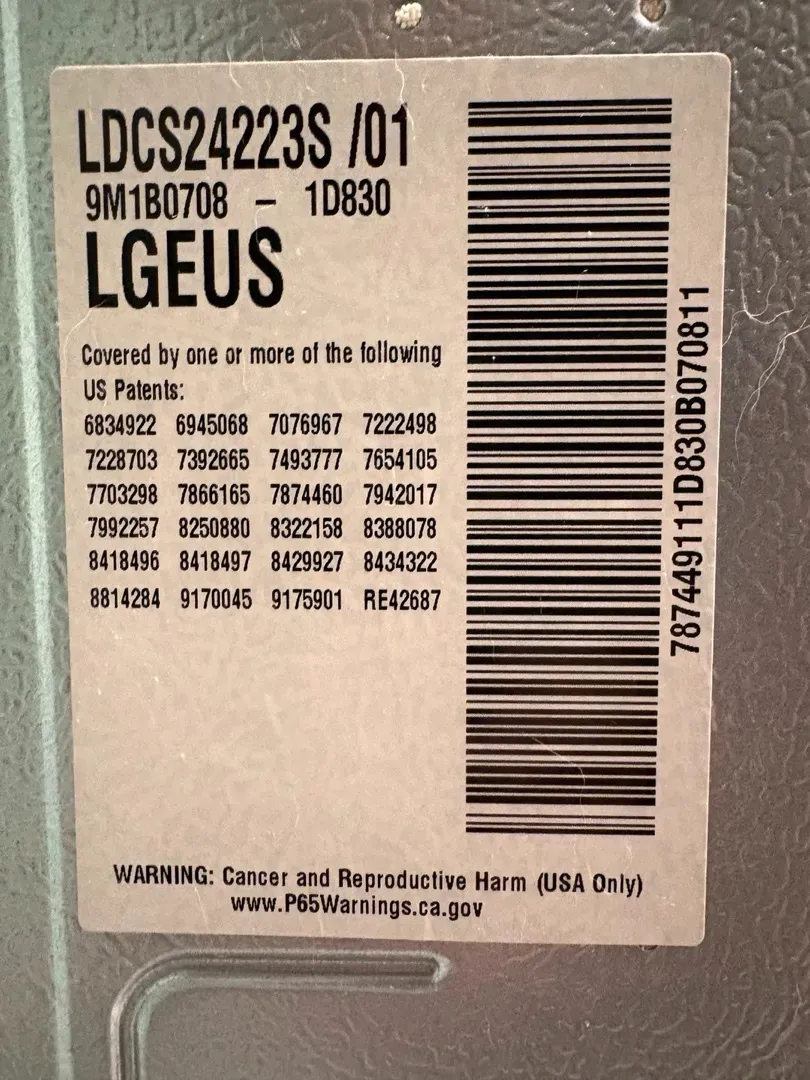 LDCS24223S /01
9M1B0708 – 1D830
LGEUS
Covered by one or more of the following
US Patents:
6834922 6945068 7076967 7222498
7228703 7392665 7493777 7654105
7703298 7866165 7874460 7942017
7992257 8250880 8322158 8388078
8418496 8418497 8429927 8434322
8814284 9170045 9175901 RE42687
787449111D830B070811
WARNING: Cancer and Reproductive Harm (USA Only)
www.P65Warnings.ca.gov